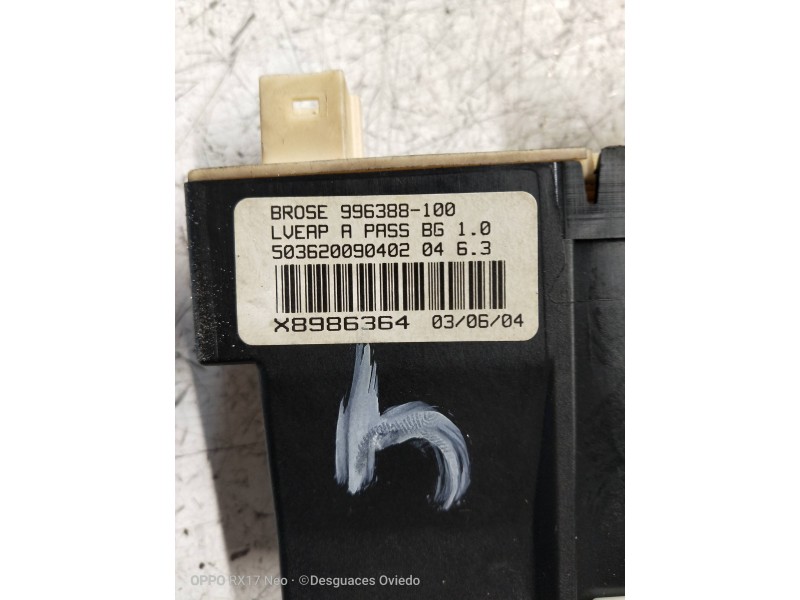 BROSE 996388-100
LVEAP A PASS BG 1.0
503620090402 04 6.3
X8986364 03/06/04
h
OPPO RX17 Neo • ©Desguaces Oviedo